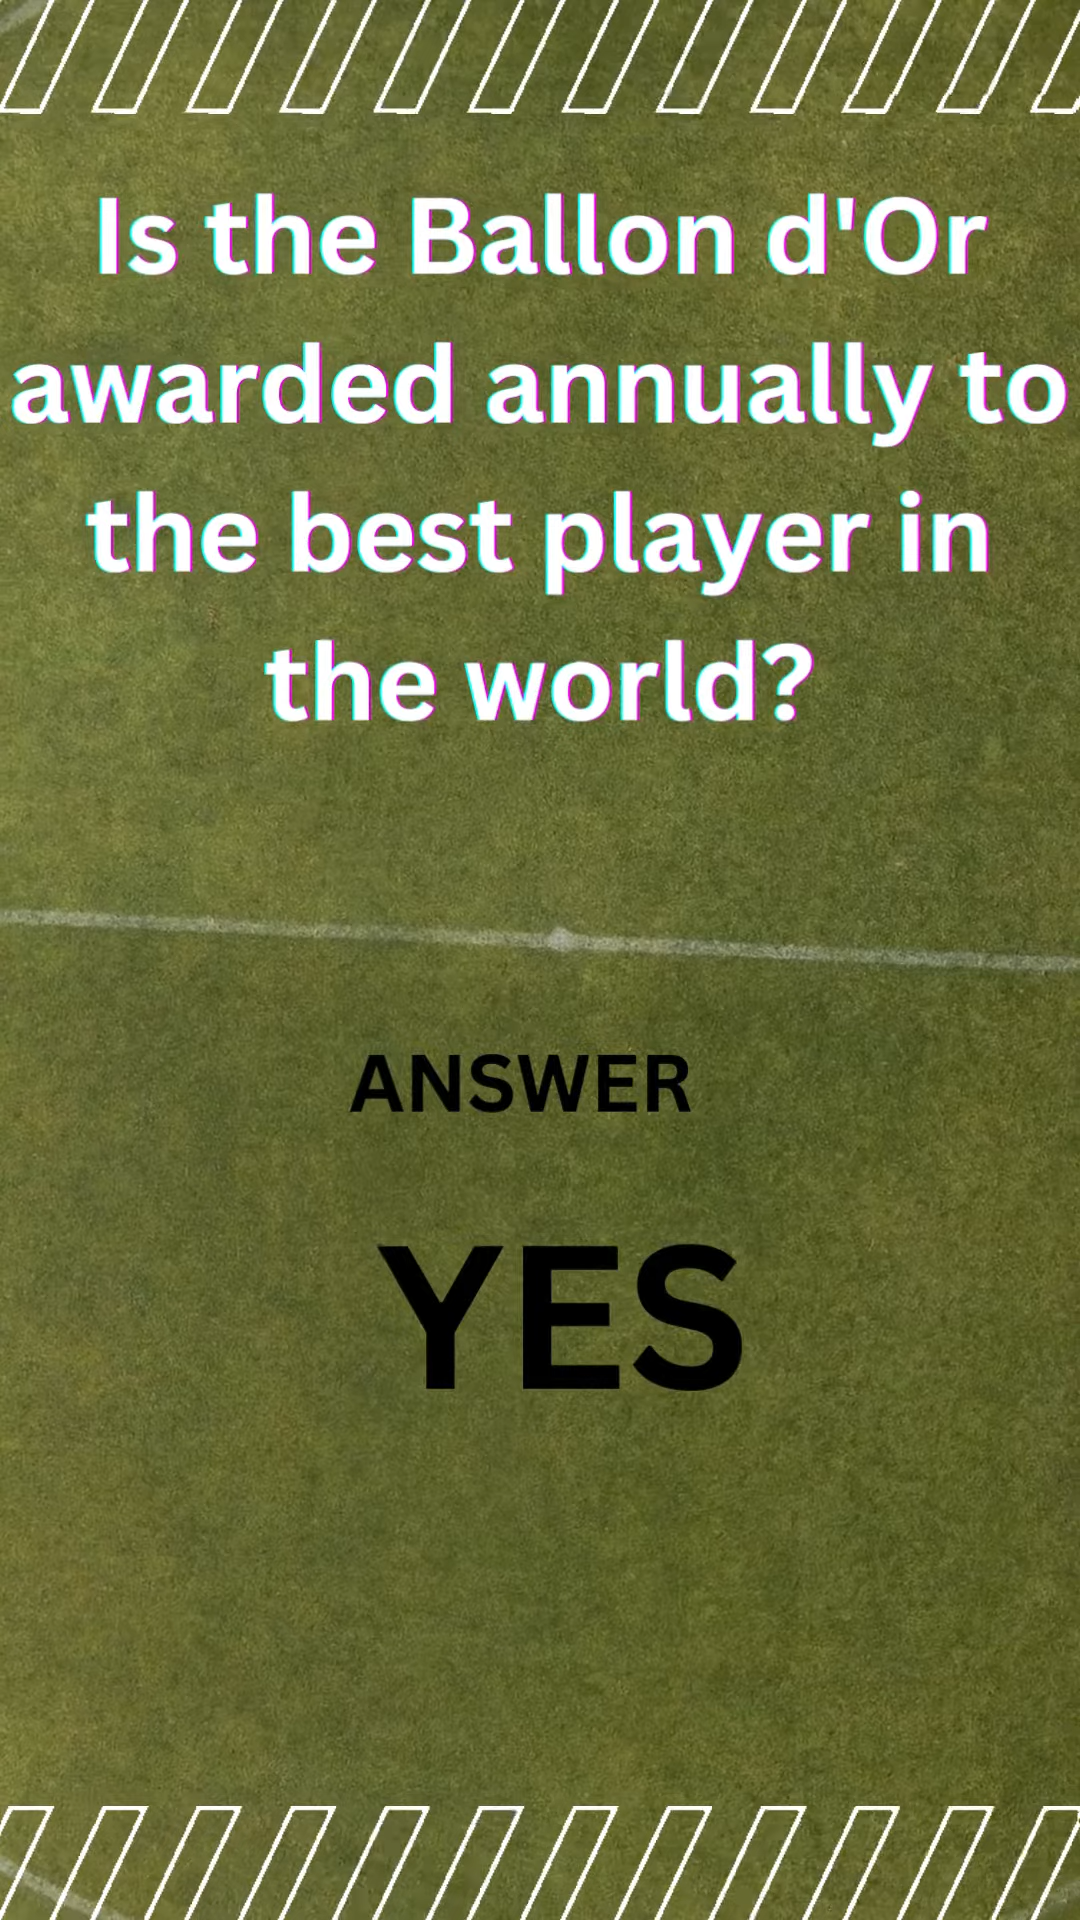 Is the Ballon d'Or
awarded annually to
the best player in
the world?
ANSWER
YES